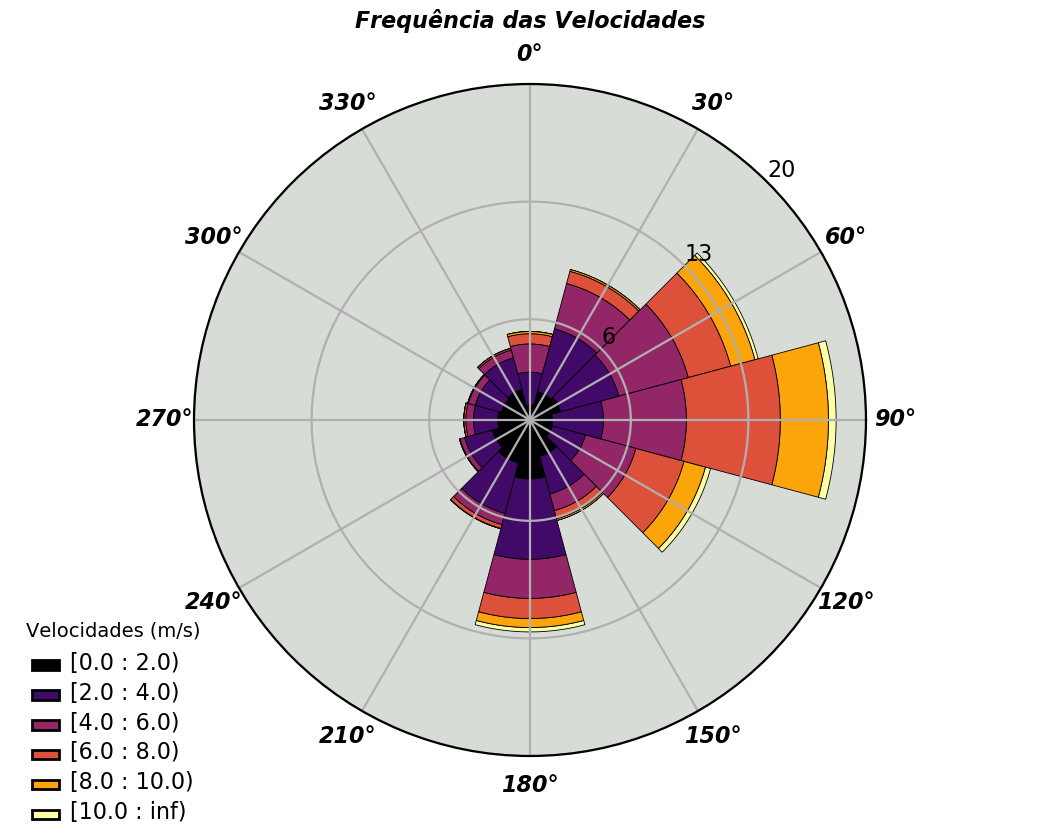 Frequência das Velocidades
0°
330°
30°
20
300°
60°
13
6
270°
90°
240°
120°
210°
150°
180°
Velocidades (m/s)
[0.0 : 2.0)
[2.0 : 4.0)
[4.0 : 6.0)
[6.0 : 8.0)
[8.0 : 10.0)
[10.0 : inf)